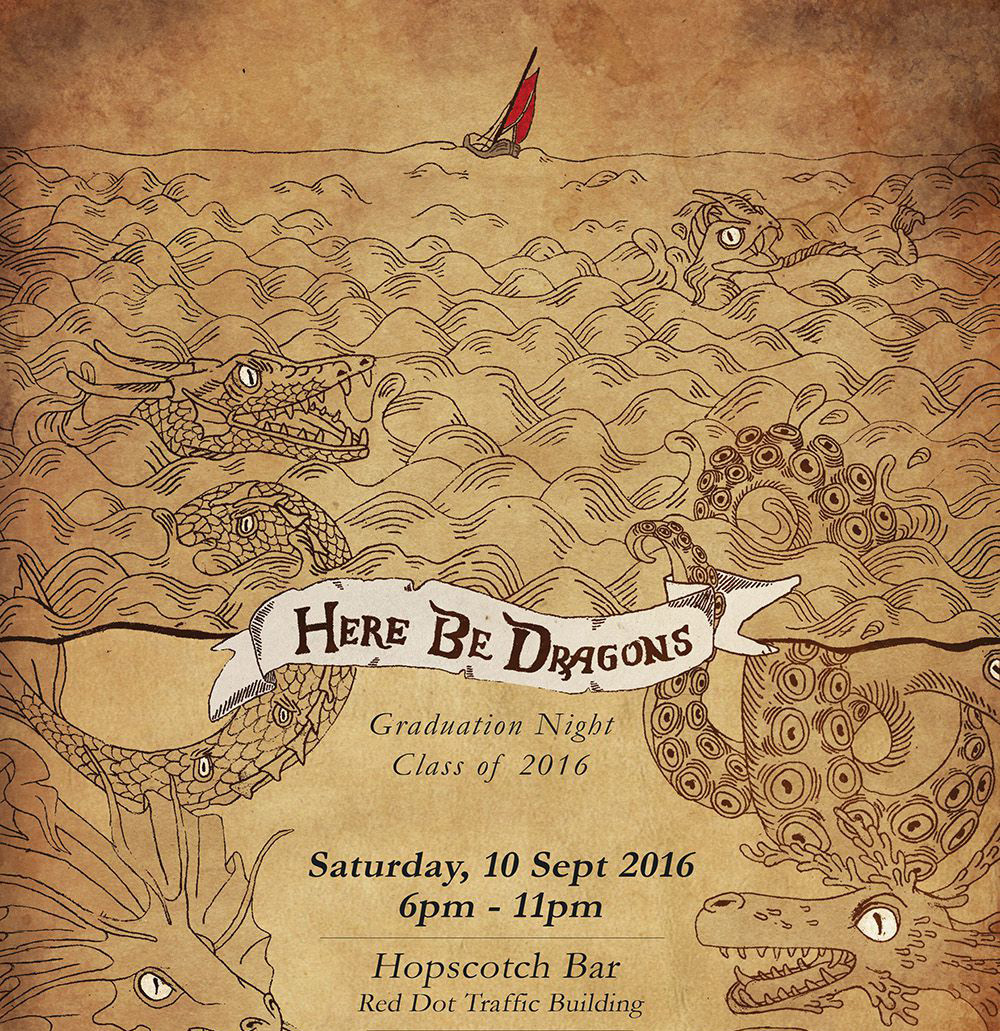 Here Be Dragons
Graduation Night
Class of 2016
Saturday, 10 Sept 2016
6pm - 11pm
Hopscotch Bar
Red Dot Traffic Building